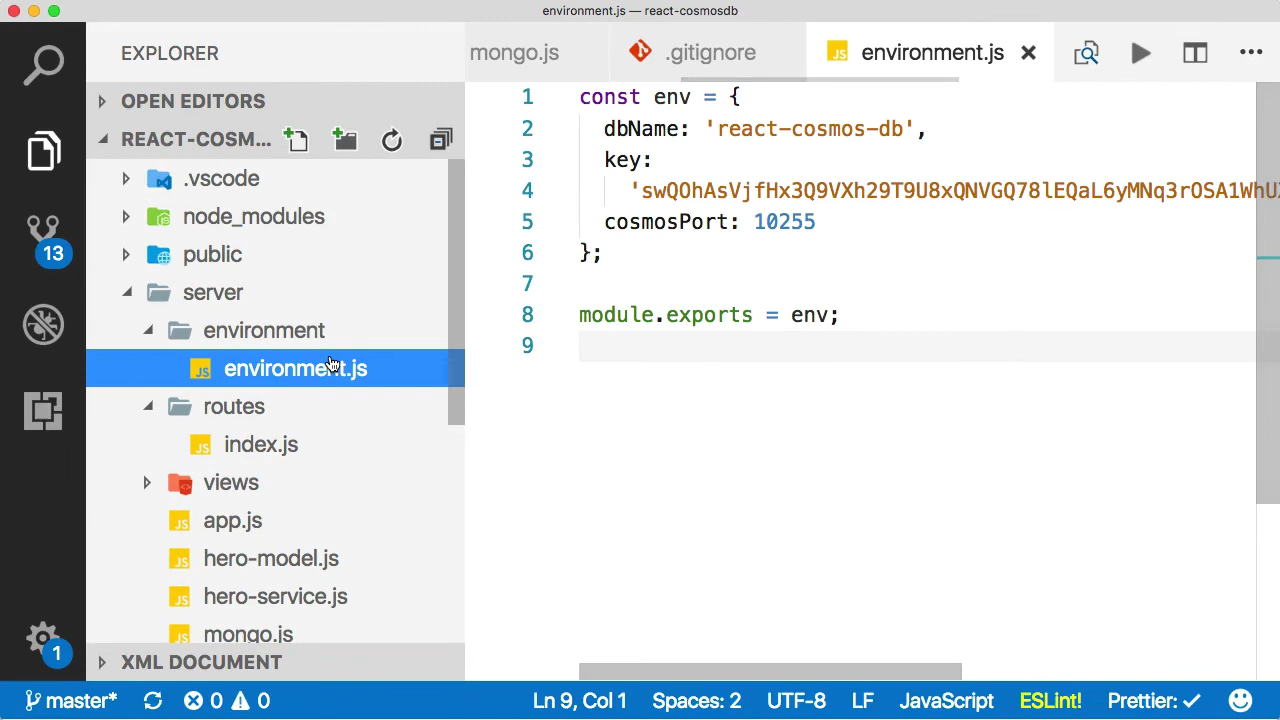 environment.js — react-cosmosdb
EXPLORER
OPEN EDITORS
REACT-COSM...
.vscode
node_modules
public
server
environment
environment.js
routes
index.js
views
app.js
hero-model.js
hero-service.js
mongo.js
XML DOCUMENT
13
1
mongo.js
.gitignore
environment.js
1 const env = {
2 dbName: 'react-cosmos-db',
3 key:
4 'swQOhAsVjfHx3Q9VXh29T9U8xQNVGQ78lEQaL6yMNq3rOSA1WhUX
5 cosmosPort: 10255
6 };
7
8 module.exports = env;
9
master* 0 0 Ln 9, Col 1 Spaces: 2 UTF-8 LF JavaScript ESLint! Prettier: ✓